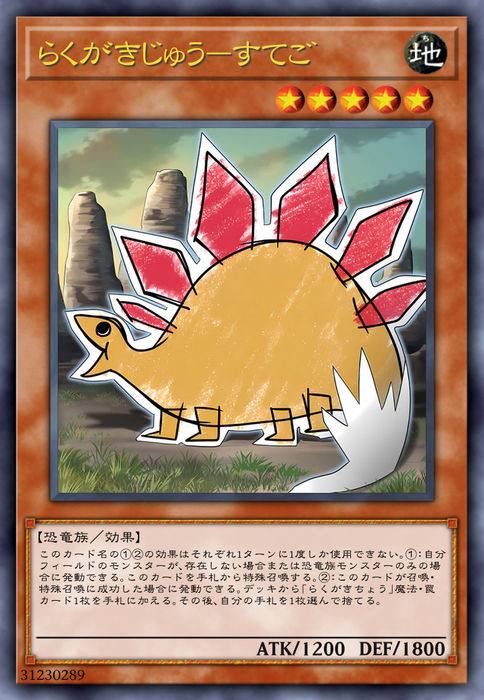 らくがきじゅう－すてご
ち
地
【恐竜族／効果】
このカード名の①②の効果はそれぞれ1ターンに1度しか使用できない。①：自分
フィールドのモンスターが、存在しない場合または恐竜族モンスターのみの場
合に発動できる。このカードを手札から特殊召喚する。②：このカードが召喚・
特殊召喚に成功した場合に発動できる。デッキから「らくがきちょう」魔法・罠
カード1枚を手札に加える。その後、自分の手札を1枚選んで捨てる。
ATK/1200 DEF/1800
31230289